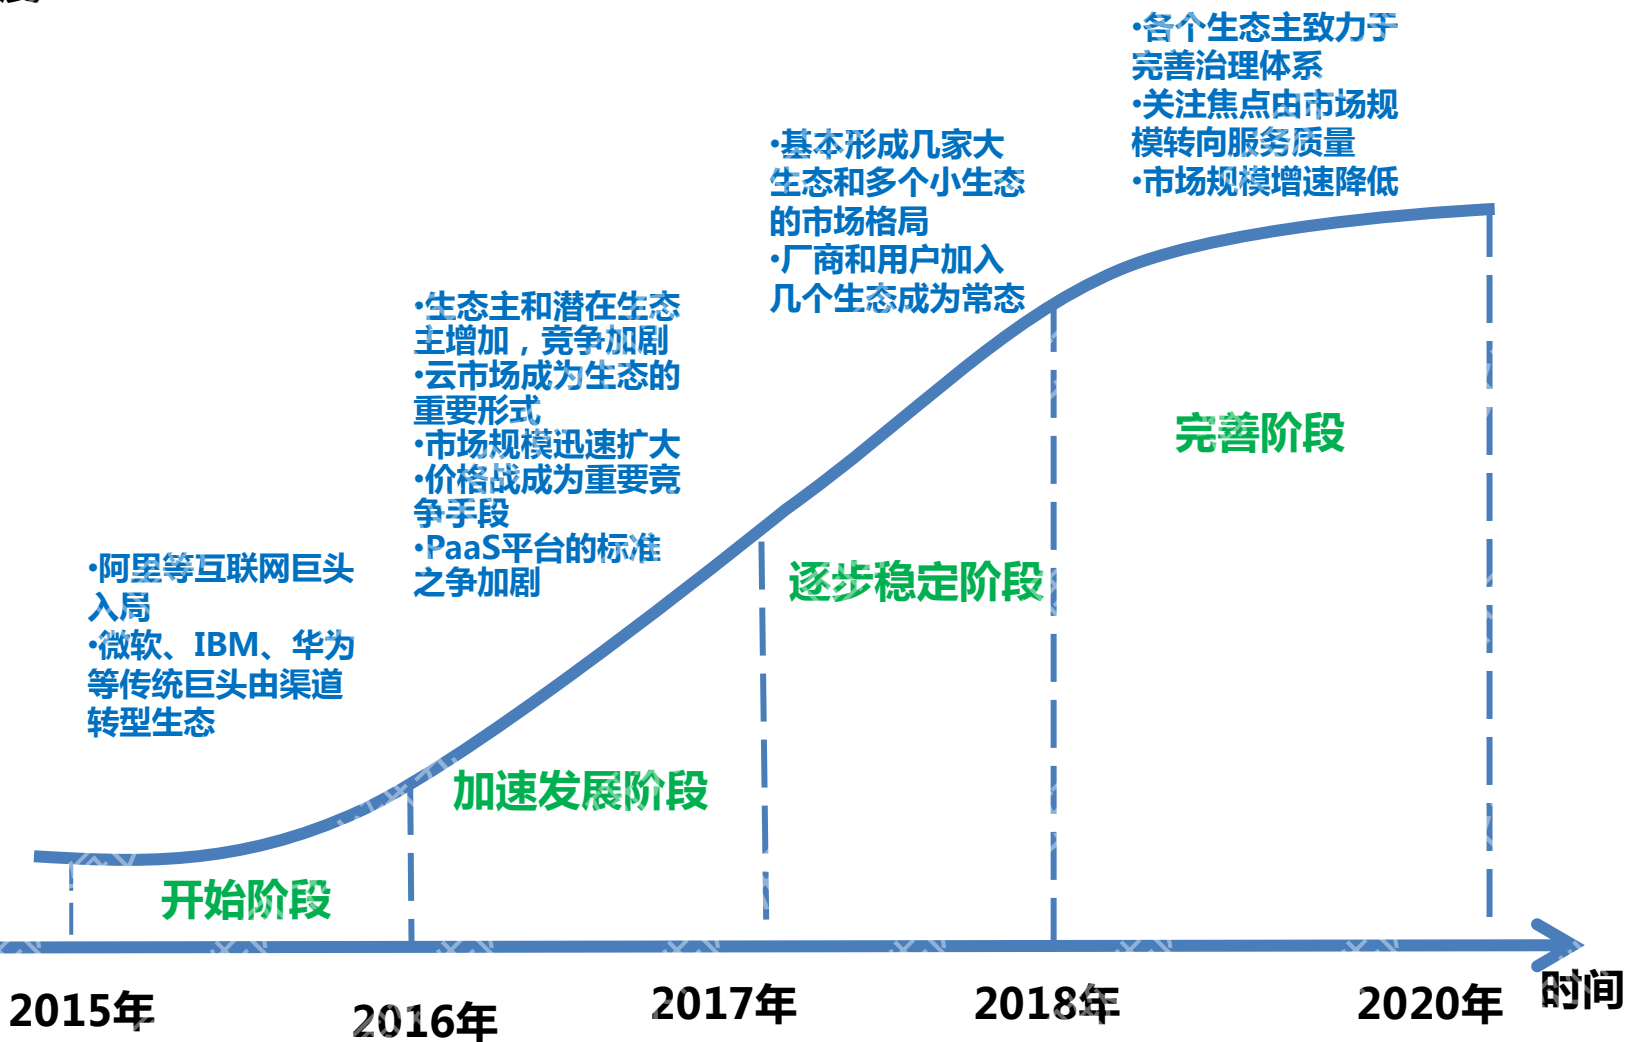 •各个生态主致力于
完善治理体系
•关注焦点由市场规
模转向服务质量
•市场规模增速降低
•基本形成几家大
生态和多个小生态
的市场格局
•厂商和用户加入
几个生态成为常态
•生态主和潜在生态
主增加，竞争加剧
•云市场成为生态的
重要形式
•市场规模迅速扩大
•价格战成为重要竞
争手段
•PaaS平台的标准
之争加剧
•阿里等互联网巨头
入局
•微软、IBM、华为
等传统巨头由渠道
转型生态
完善阶段
逐步稳定阶段
加速发展阶段
开始阶段
2015年
2016年
2017年
2018年
2020年
时间